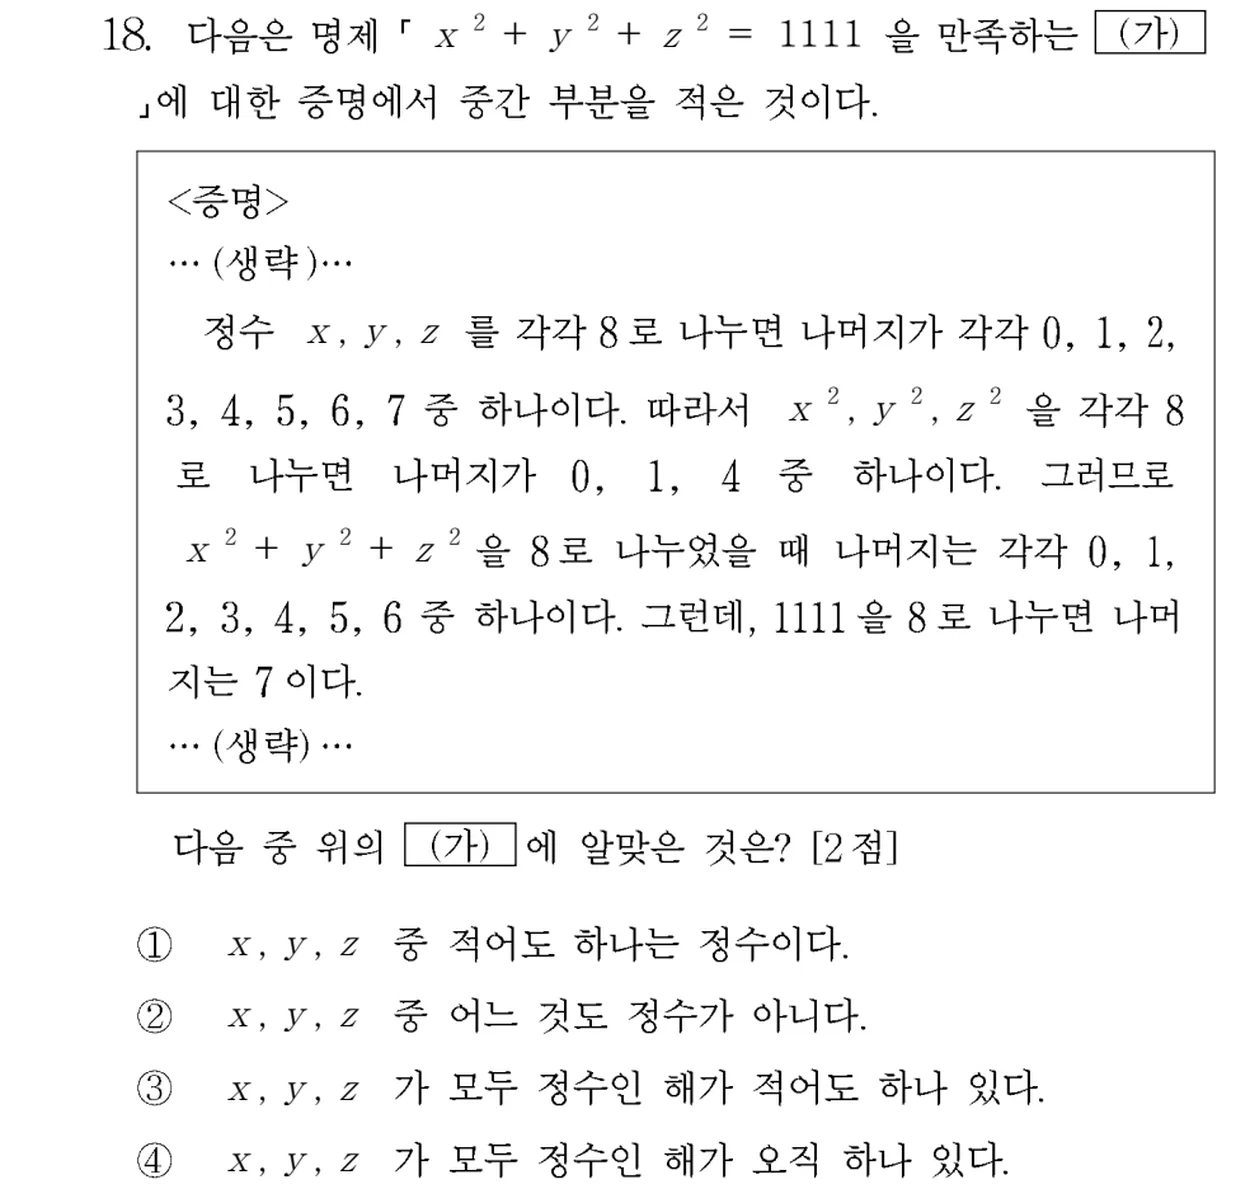 18. 다음은 명제 「 x² + y² + z² = 1111 을 만족하는 (가)
」에 대한 증명에서 중간 부분을 적은 것이다.
<증명>
… (생략)…
정수 x, y, z 를 각각 8로 나누면 나머지가 각각 0, 1, 2,
3, 4, 5, 6, 7 중 하나이다. 따라서 x², y², z² 을 각각 8
로 나누면 나머지가 0, 1, 4 중 하나이다. 그러므로
x² + y² + z² 을 8로 나누었을 때 나머지는 각각 0, 1,
2, 3, 4, 5, 6 중 하나이다. 그런데, 1111을 8로 나누면 나머
지는 7이다.
… (생략) …
다음 중 위의 (가) 에 알맞은 것은? [2점]
① x, y, z 중 적어도 하나는 정수이다.
② x, y, z 중 어느 것도 정수가 아니다.
③ x, y, z 가 모두 정수인 해가 적어도 하나 있다.
④ x, y, z 가 모두 정수인 해가 오직 하나 있다.